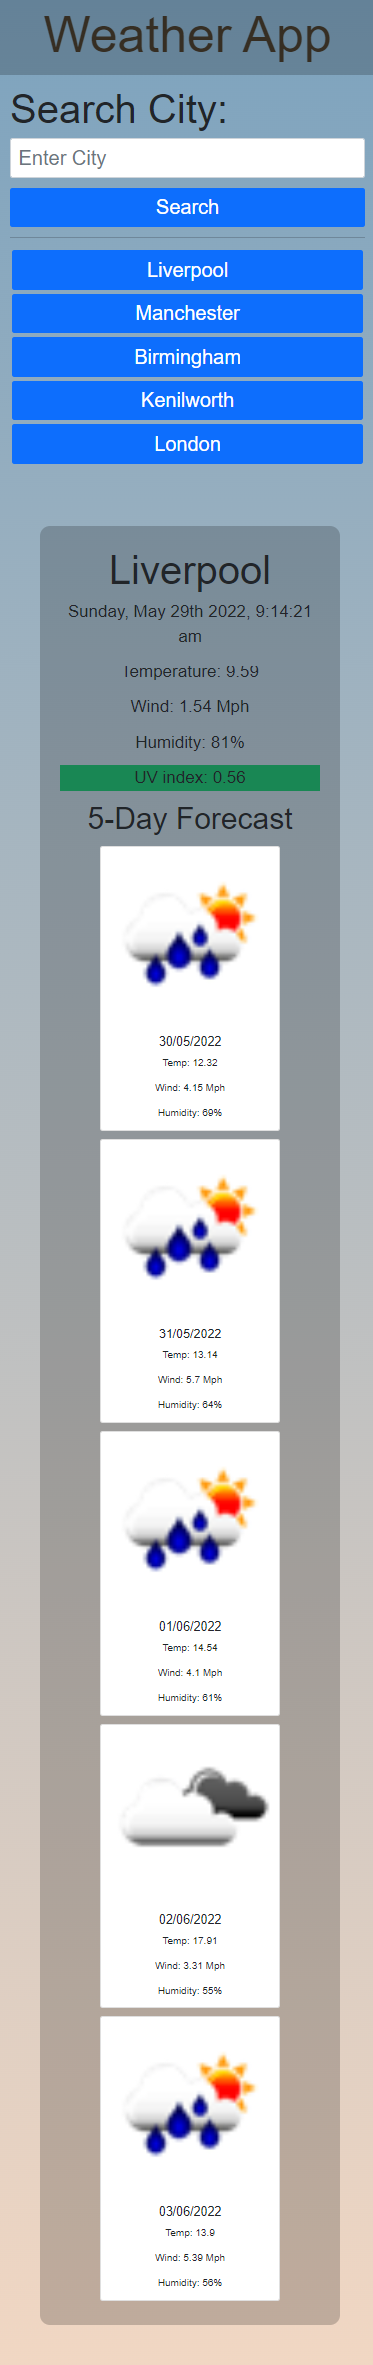 Weather App
Search City:
Enter City
Search
Liverpool
Manchester
Birmingham
Kenilworth
London
Liverpool
Sunday, May 29th 2022, 9:14:21
am
Temperature: 9.59
Wind: 1.54 Mph
Humidity: 81%
UV index: 0.56
5-Day Forecast
30/05/2022
Temp: 12.32
Wind: 4.15 Mph
Humidity: 69%
31/05/2022
Temp: 13.14
Wind: 5.7 Mph
Humidity: 64%
01/06/2022
Temp: 14.54
Wind: 4.1 Mph
Humidity: 61%
02/06/2022
Temp: 17.91
Wind: 3.31 Mph
Humidity: 55%
03/06/2022
Temp: 13.9
Wind: 5.39 Mph
Humidity: 56%